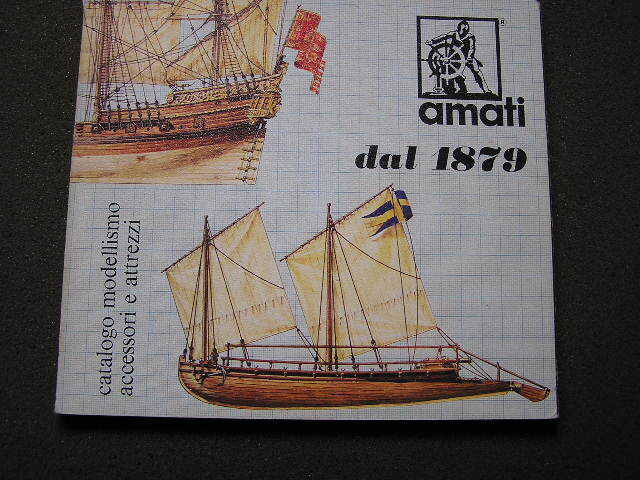 amati
dal 1879
catalogo modellismo
accessori e attrezzi